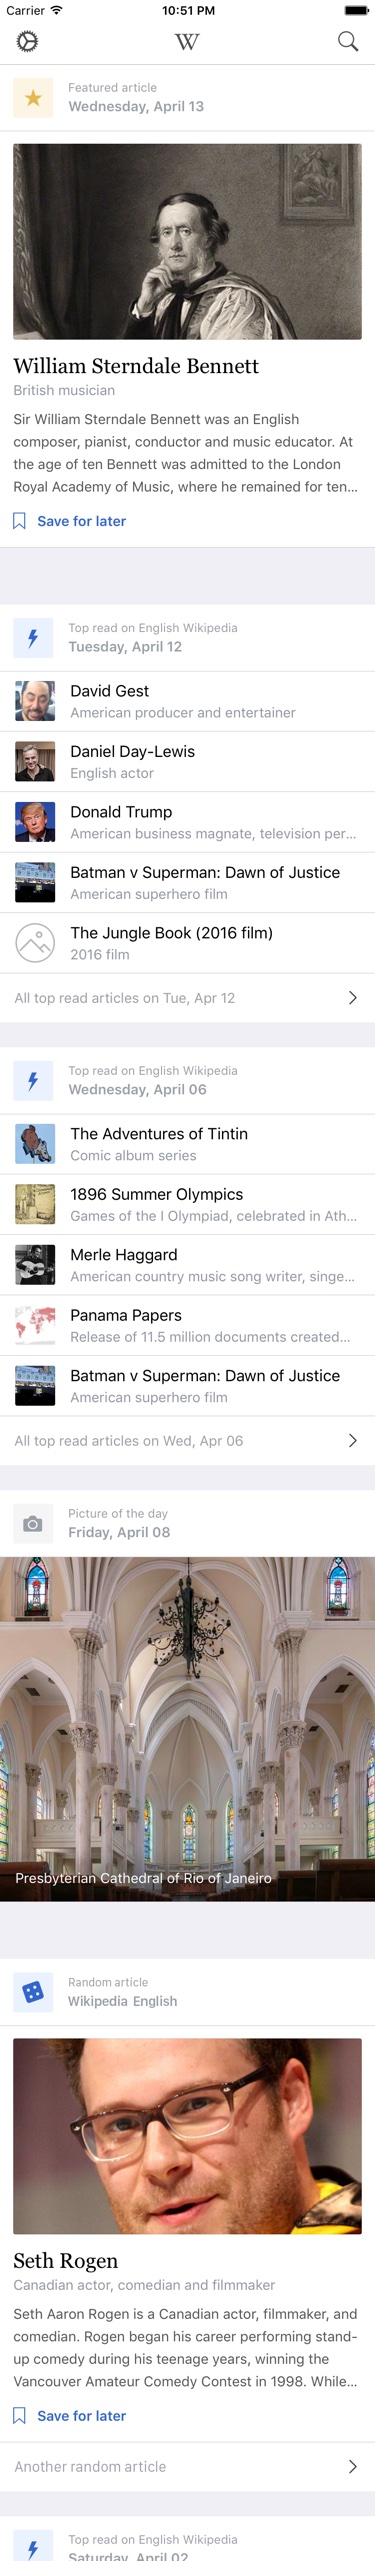 Carrier 10:51 PM
W
Featured article
Wednesday, April 13
William Sterndale Bennett
British musician
Sir William Sterndale Bennett was an English
composer, pianist, conductor and music educator. At
the age of ten Bennett was admitted to the London
Royal Academy of Music, where he remained for ten...
Save for later
Top read on English Wikipedia
Tuesday, April 12
David Gest
American producer and entertainer
Daniel Day-Lewis
English actor
Donald Trump
American business magnate, television per...
Batman v Superman: Dawn of Justice
American superhero film
The Jungle Book (2016 film)
2016 film
All top read articles on Tue, Apr 12
Top read on English Wikipedia
Wednesday, April 06
The Adventures of Tintin
Comic album series
1896 Summer Olympics
Games of the I Olympiad, celebrated in Ath...
Merle Haggard
American country music song writer, singe...
Panama Papers
Release of 11.5 million documents created...
Batman v Superman: Dawn of Justice
American superhero film
All top read articles on Wed, Apr 06
Picture of the day
Friday, April 08
Presbyterian Cathedral of Rio of Janeiro
Random article
Wikipedia English
Seth Rogen
Canadian actor, comedian and filmmaker
Seth Aaron Rogen is a Canadian actor, filmmaker, and
comedian. Rogen began his career performing stand-
up comedy during his teenage years, winning the
Vancouver Amateur Comedy Contest in 1998. While...
Save for later
Another random article
Top read on English Wikipedia
Saturday, April 02